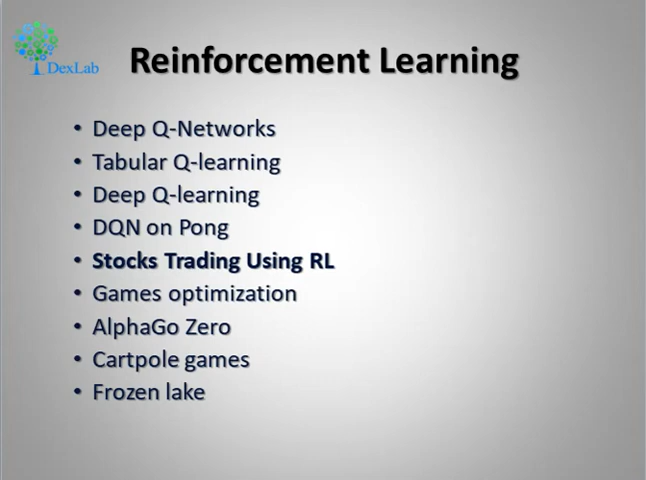 DexLab
Reinforcement Learning
• Deep Q-Networks
• Tabular Q-learning
• Deep Q-learning
• DQN on Pong
• Stocks Trading Using RL
• Games optimization
• AlphaGo Zero
• Cartpole games
• Frozen lake